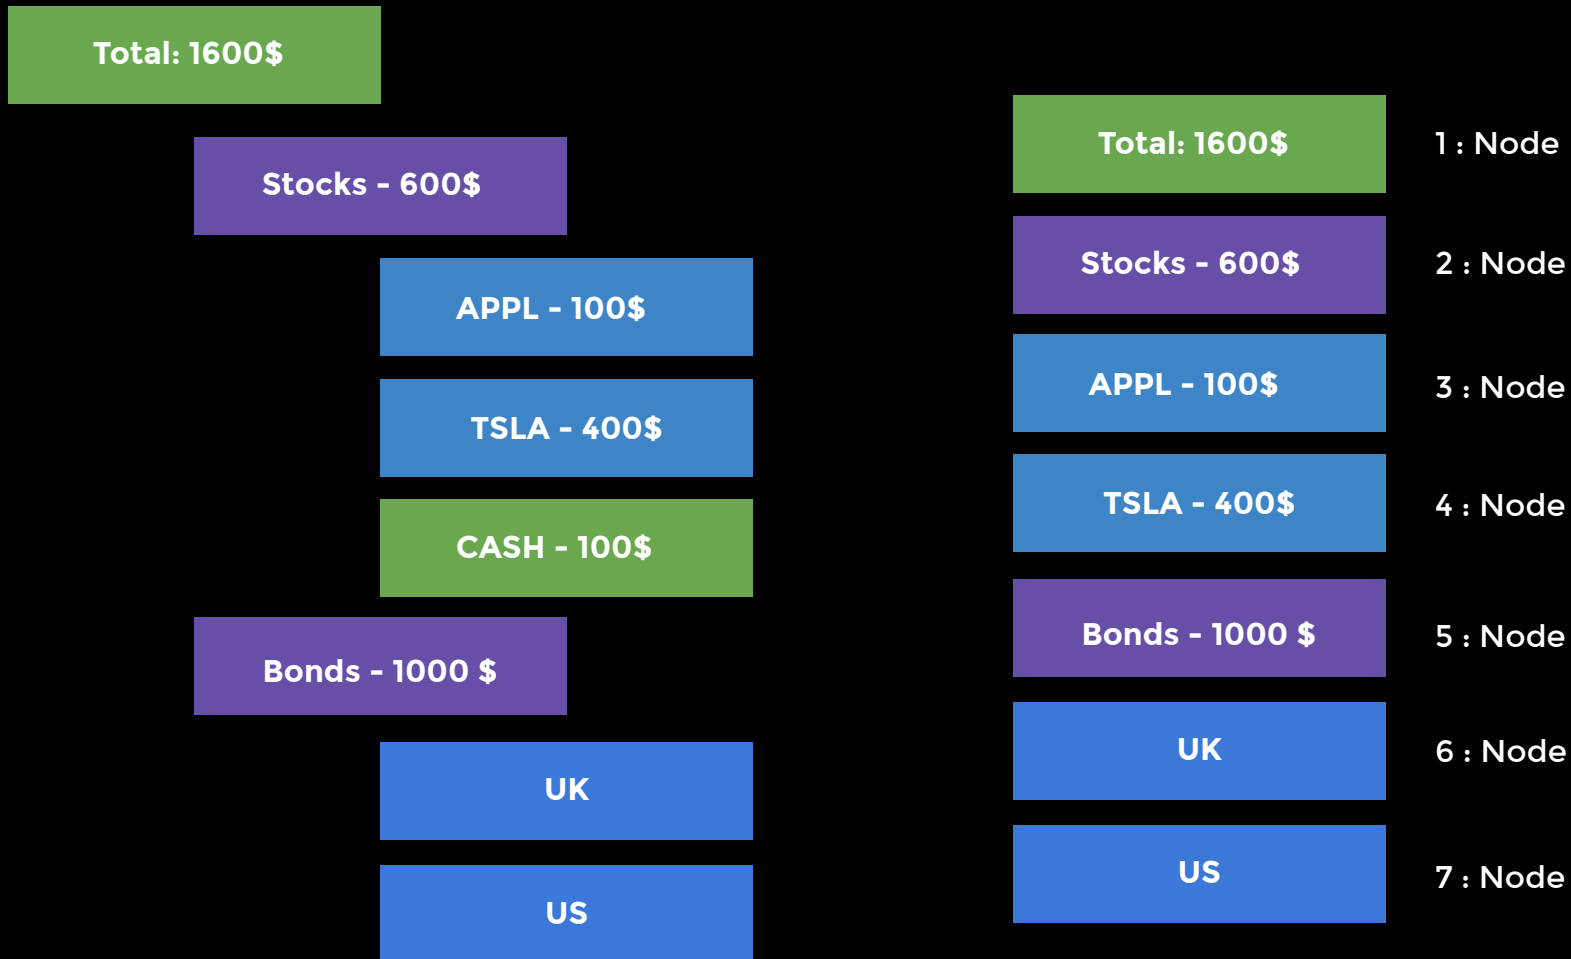 Total: 1600$
Stocks - 600$
APPL - 100$
TSLA - 400$
CASH - 100$
Bonds - 1000 $
UK
US
Total: 1600$
1 : Node
Stocks - 600$
2 : Node
APPL - 100$
3 : Node
TSLA - 400$
4 : Node
Bonds - 1000 $
5 : Node
UK
6 : Node
US
7 : Node